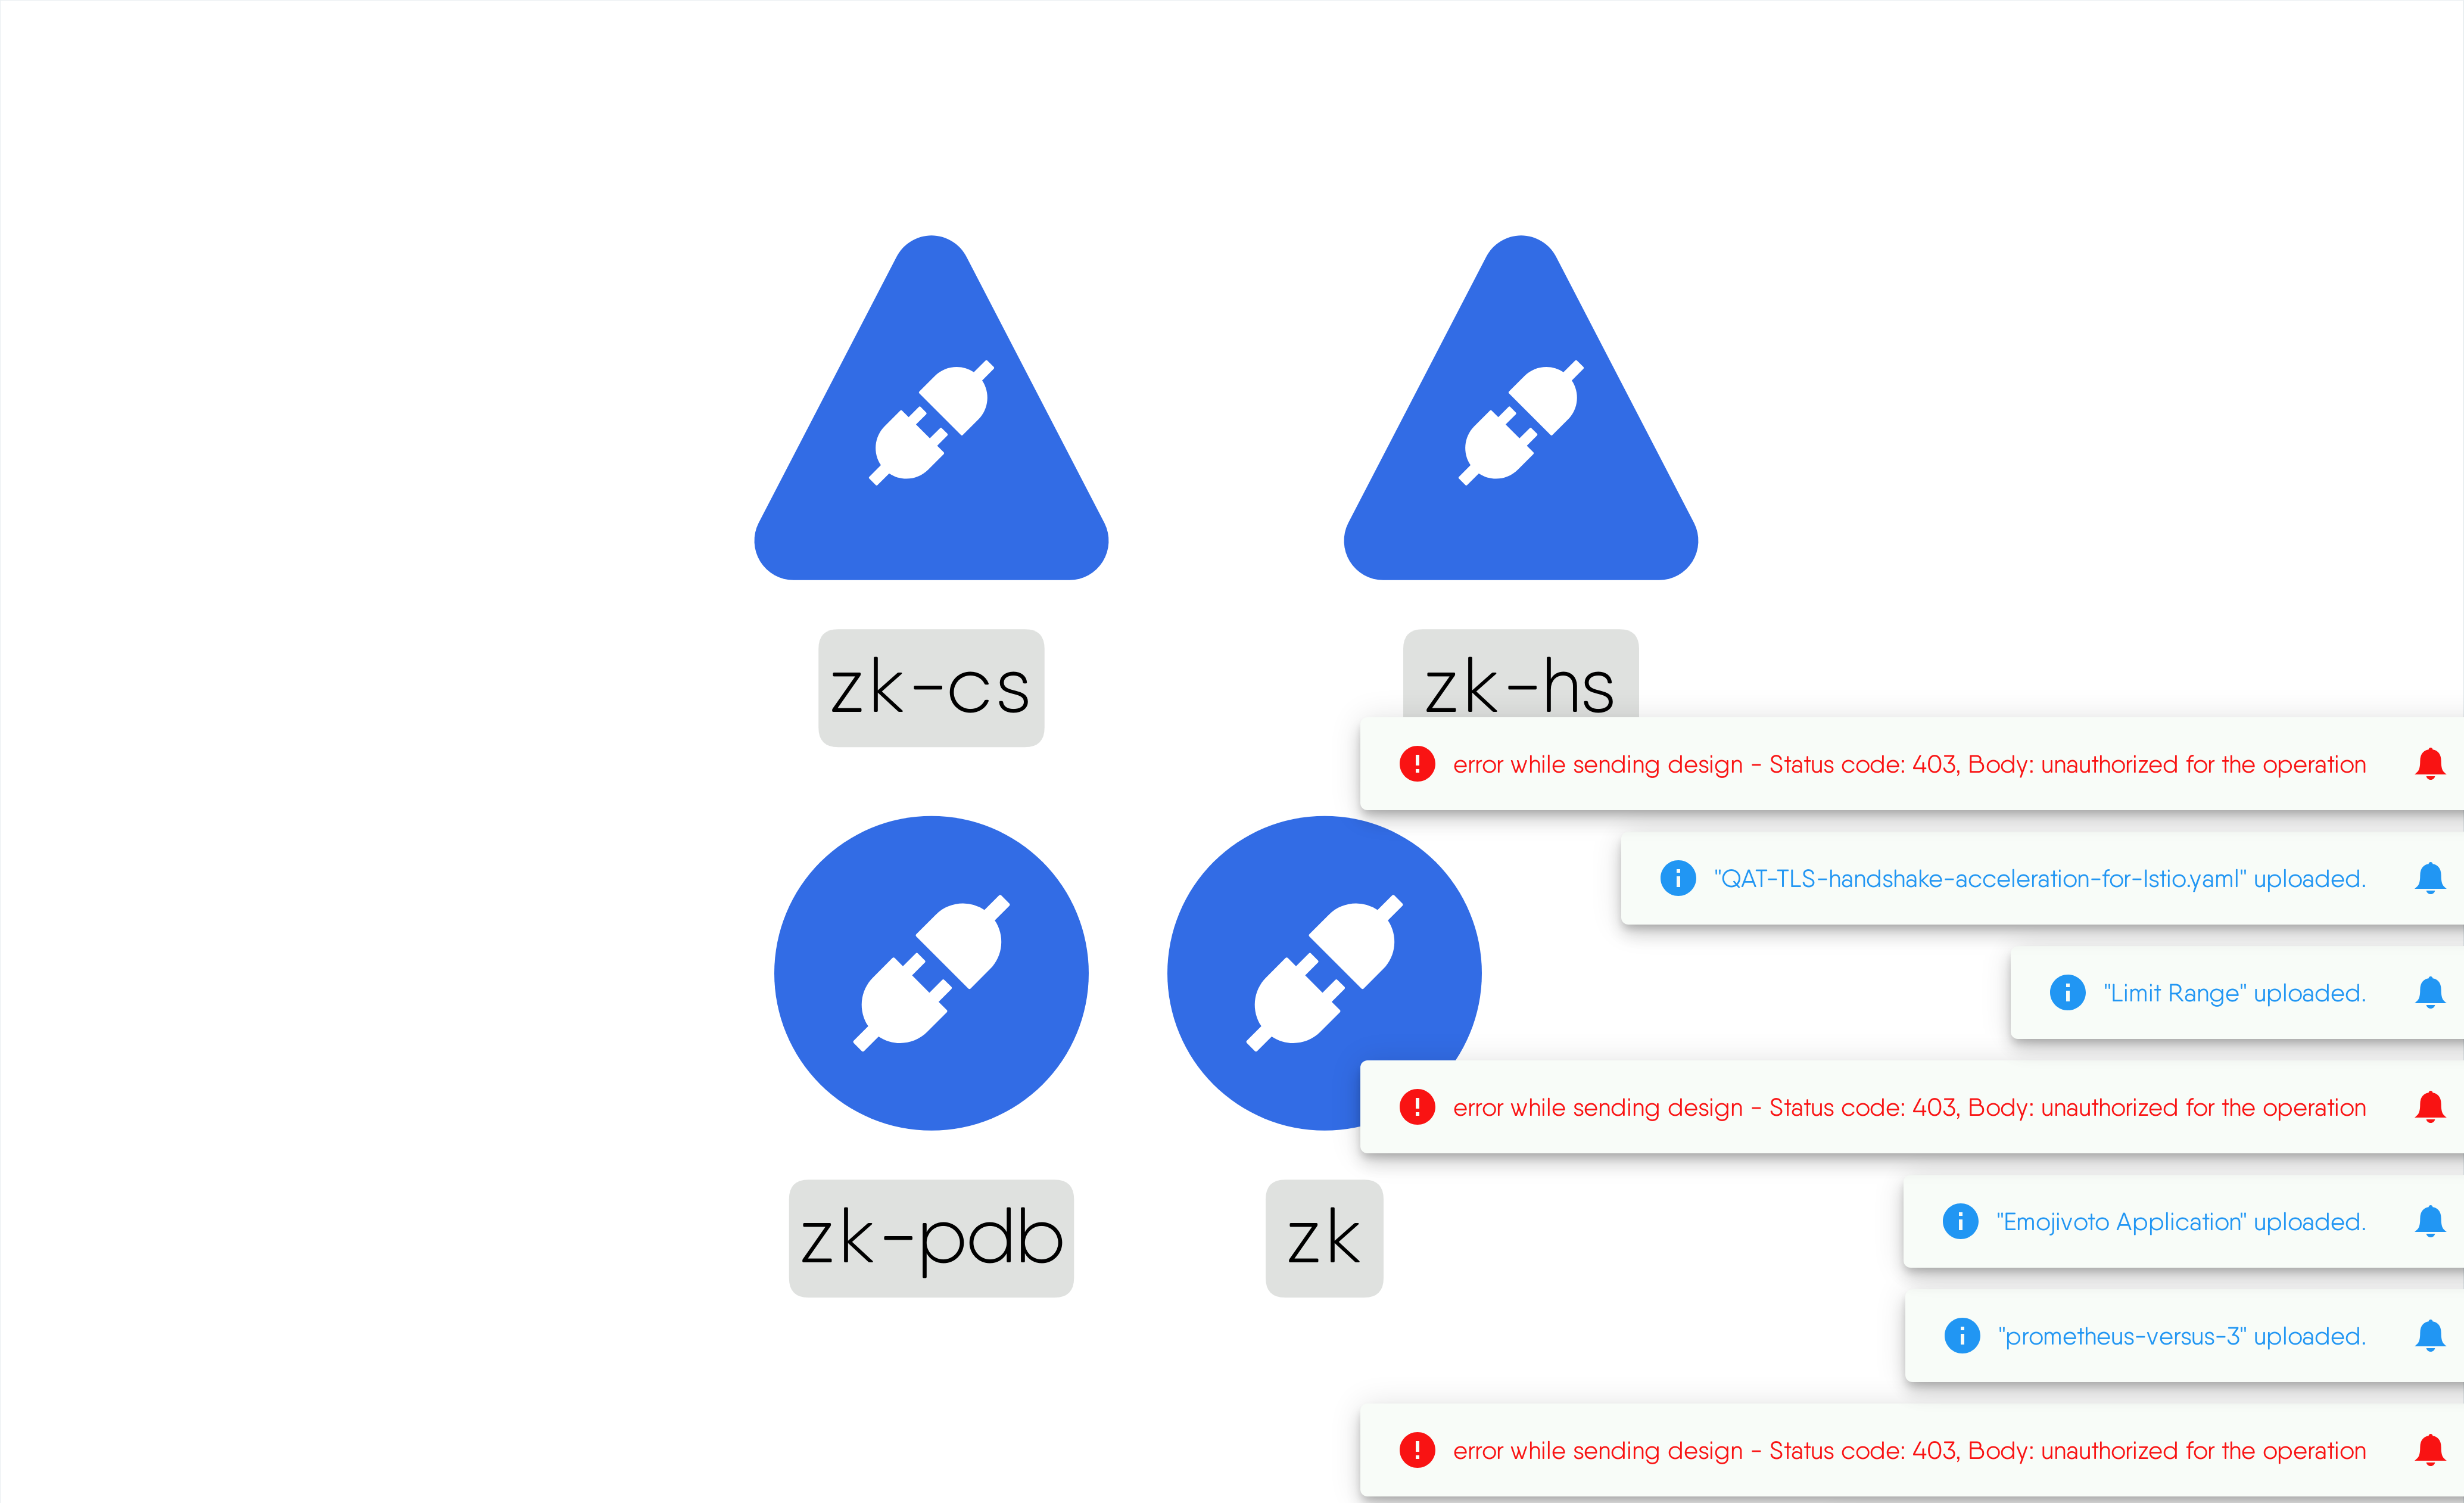 zk-cs
zk-hs
error while sending design - Status code: 403, Body: unauthorized for the operation
"QAT-TLS-handshake-acceleration-for-Istio.yaml" uploaded.
"Limit Range" uploaded.
error while sending design - Status code: 403, Body: unauthorized for the operation
zk-pdb
zk
"Emojivoto Application" uploaded.
"prometheus-versus-3" uploaded.
error while sending design - Status code: 403, Body: unauthorized for the operation